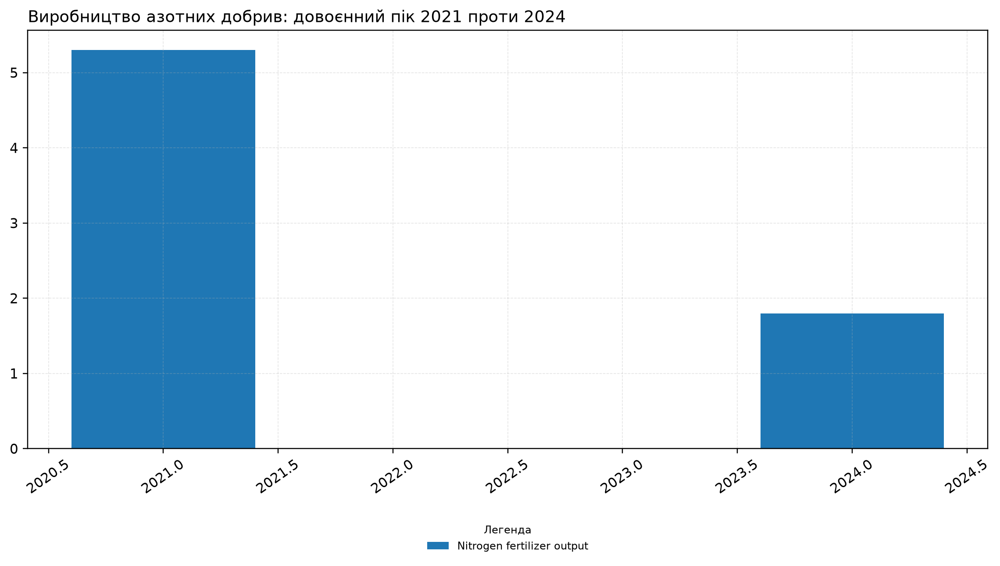 Виробництво азотних добрив: довоєнний пік 2021 проти 2024
5
4
3
2
1
0
2020.5 2021.0 2021.5 2022.0 2022.5 2023.0 2023.5 2024.0 2024.5
Легенда
Nitrogen fertilizer output